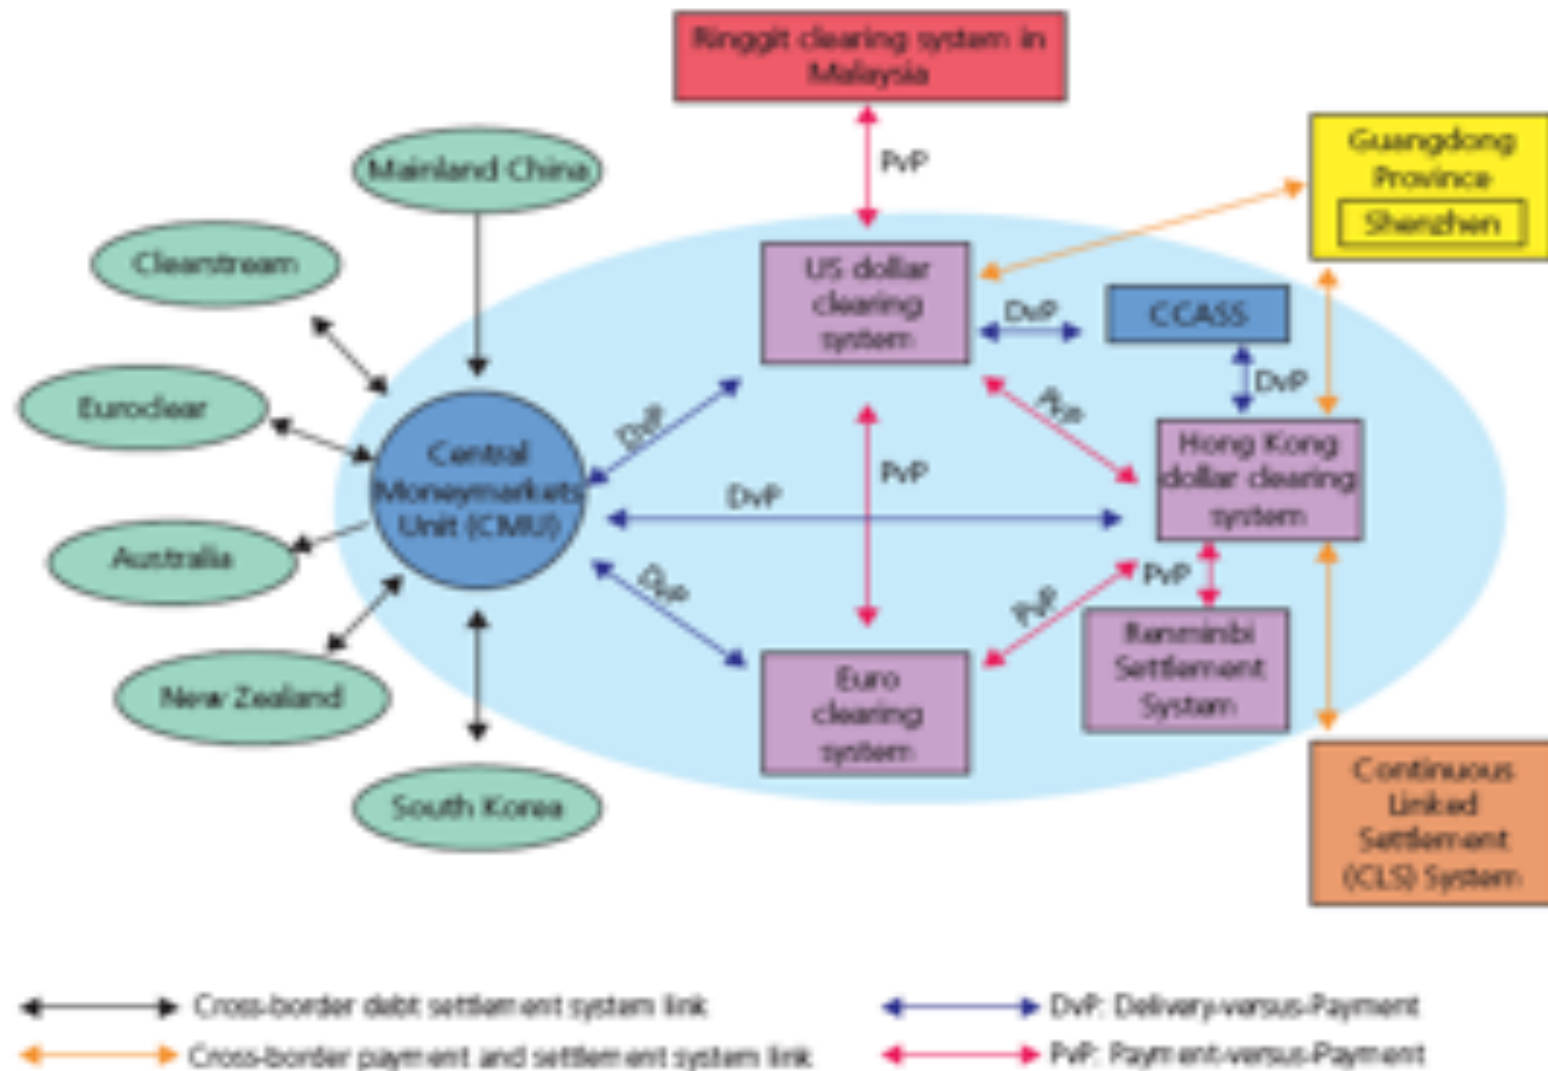 Ringgit clearing system in
Malaysia
PvP
Mainland China
Guangdong
Province
Shenzhen
Clearstream
US dollar
clearing
system
DvP
CCASS
DvP
Euroclear
Central
Moneymarkets
Unit (CMU)
DvP
PvP
PvP
DvP
Hong Kong
dollar clearing
system
Australia
DvP
PvP
PvP
New Zealand
Euro
clearing
system
Renminbi
Settlement
System
South Korea
Continuous
Linked
Settlement
(CLS) System
Cross-border debt settlement system link
DvP: Delivery-versus-Payment
Cross-border payment and settlement system link
PvP: Payment-versus-Payment